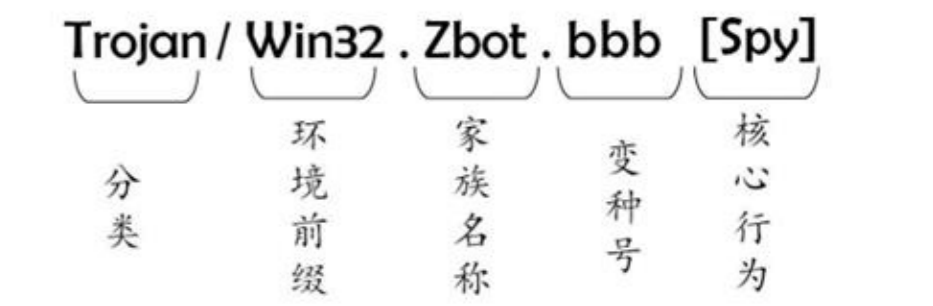 Trojan / Win32 . Zbot . bbb [Spy]
分类
环境前缀
家族名称
变种号
核心行为